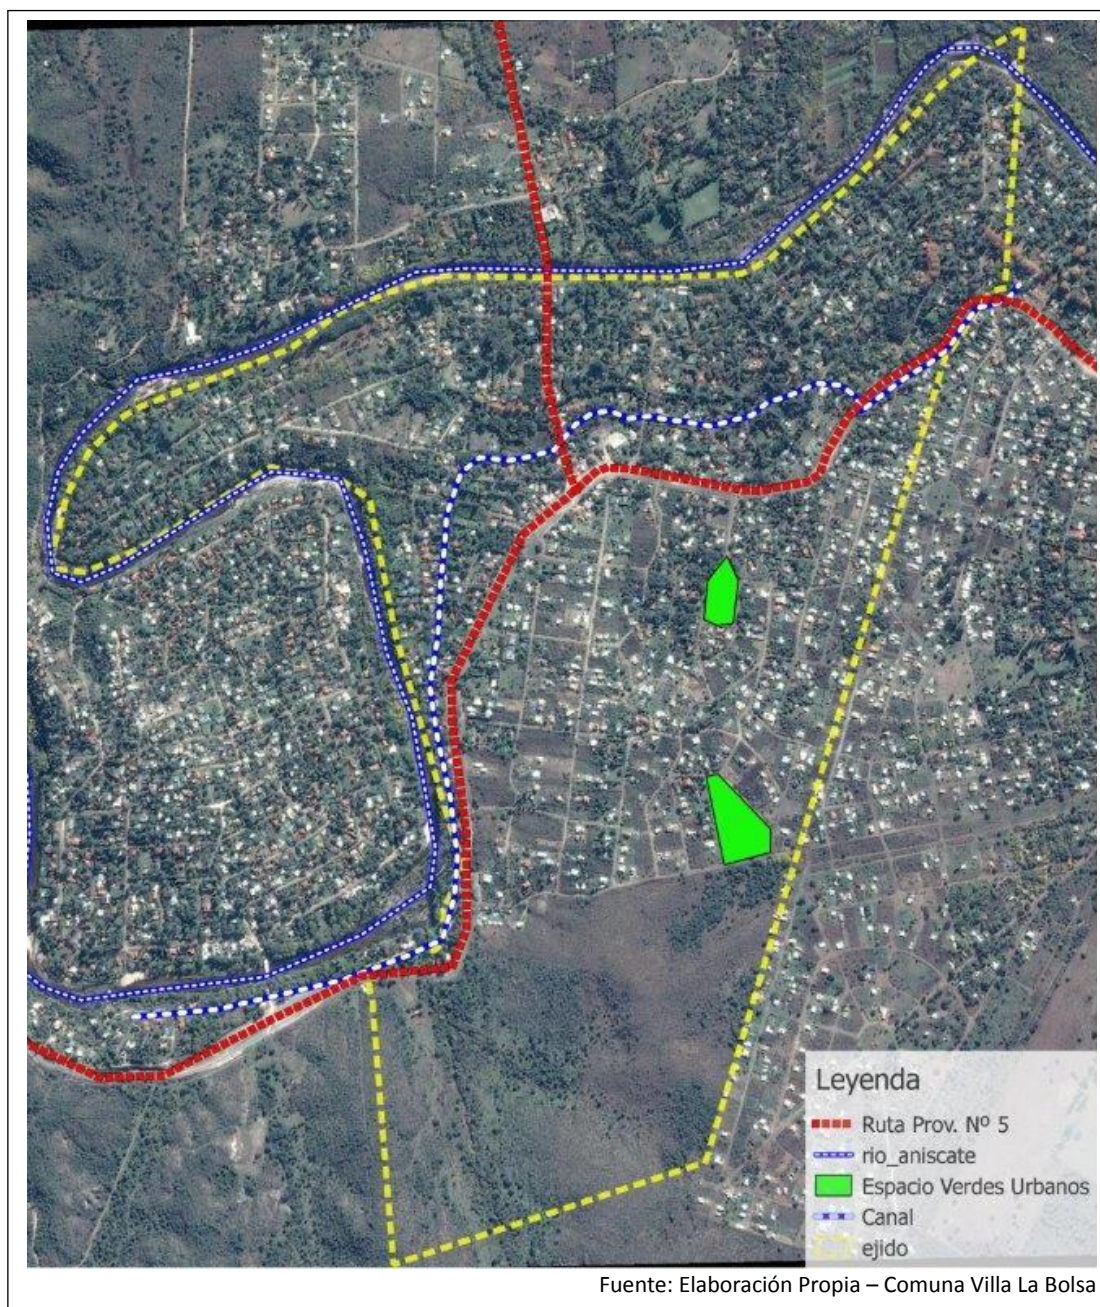 Leyenda
Ruta Prov. Nº 5
rio_aniscate
Espacio Verdes Urbanos
Canal
ejido
Fuente: Elaboración Propia – Comuna Villa La Bolsa